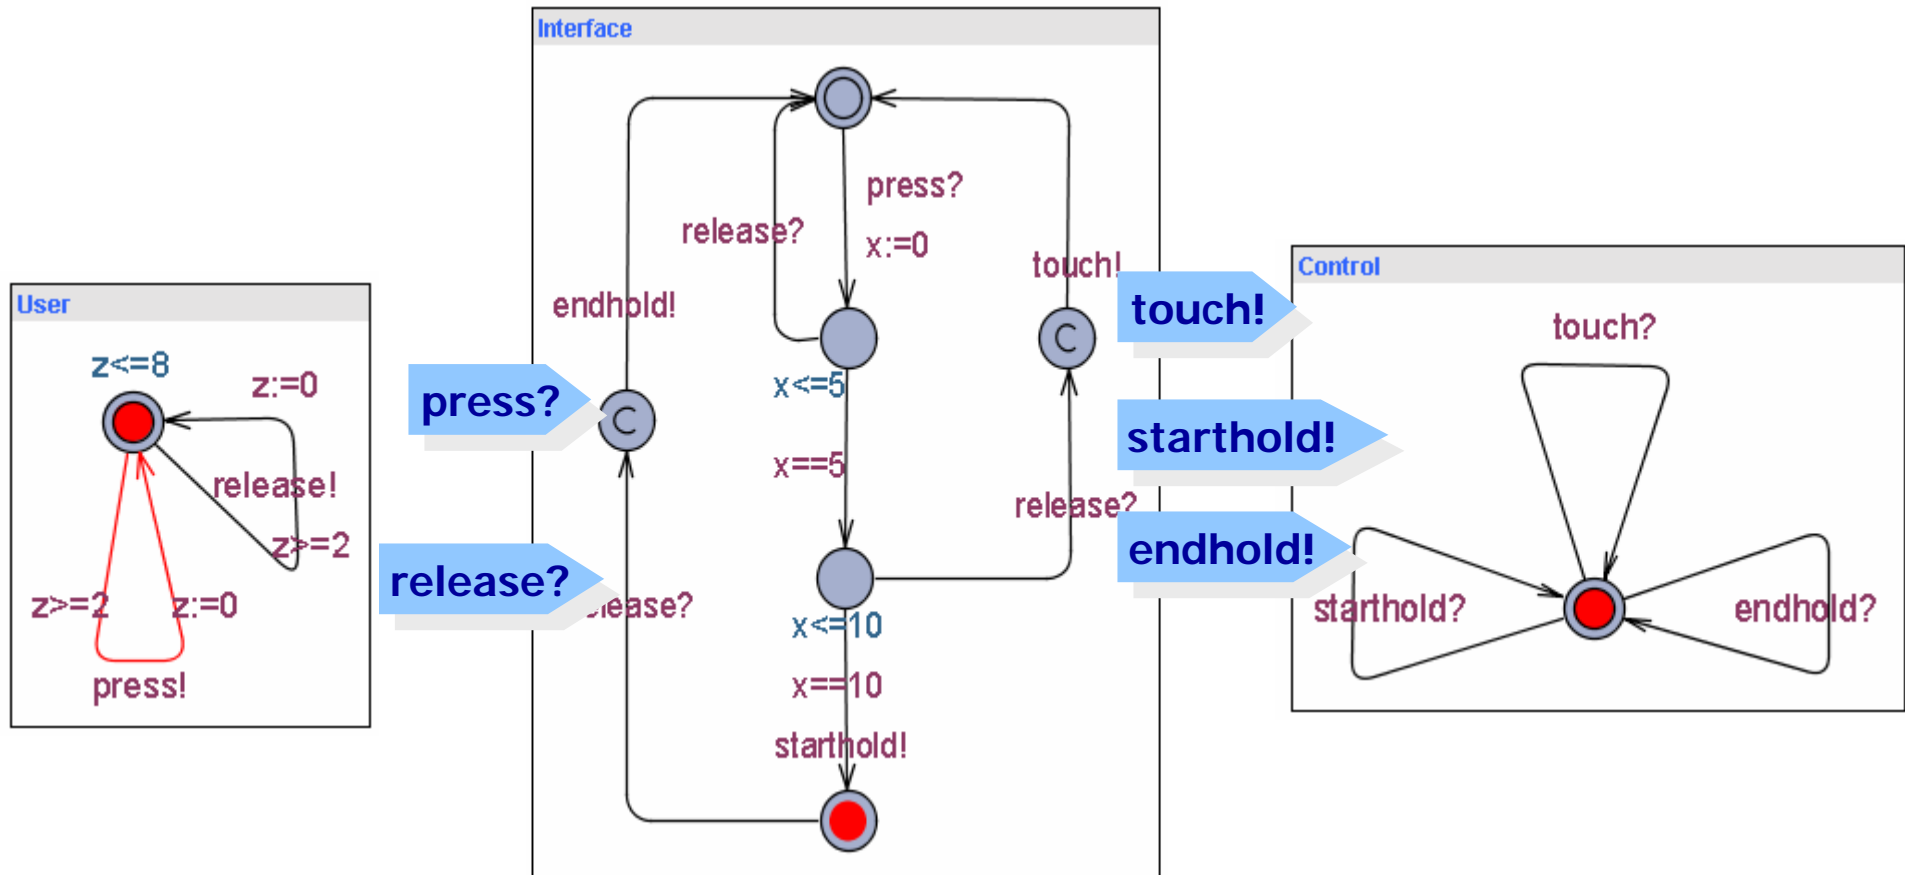 User
z<=8
z:=0
release!
z>=2
z>=2
z:=0
press!
press?
release?
Interface
press?
x:=0
release?
touch!
endhold!
C
C
x<=5
x==5
release?
x<=10
x==10
starthold!
touch!
starthold!
endhold!
Control
touch?
starthold?
endhold?